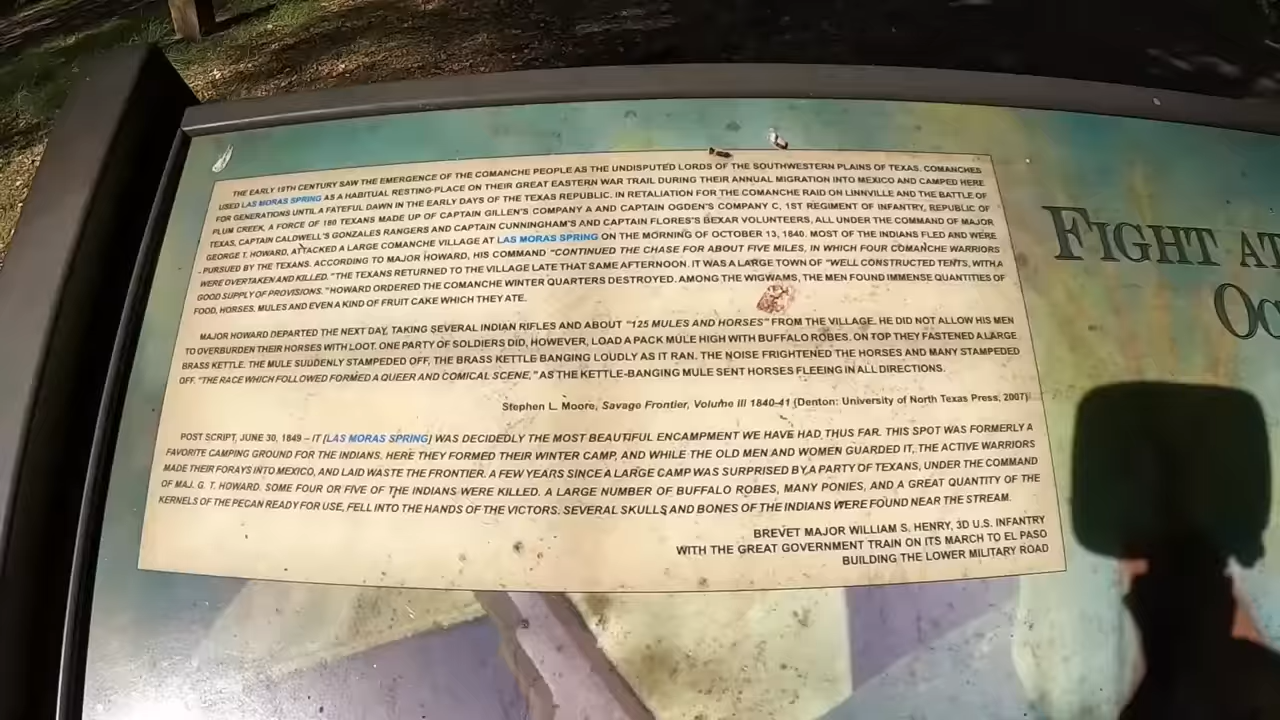 THE EARLY 19TH CENTURY SAW THE EMERGENCE OF THE COMANCHE PEOPLE AS THE UNDISPUTED LORDS OF THE SOUTHWESTERN PLAINS OF TEXAS. COMANCHES
USED LAS MORAS SPRING AS A HABITUAL RESTING-PLACE ON THEIR GREAT EASTERN WAR TRAIL DURING THEIR ANNUAL MIGRATION INTO MEXICO AND CAMPED HERE
FOR GENERATIONS UNTIL A FATEFUL DAWN IN THE EARLY DAYS OF THE TEXAS REPUBLIC. IN RETALIATION FOR THE COMANCHE RAID ON LINNVILLE AND THE BATTLE OF
PLUM CREEK, A FORCE OF 180 TEXANS MADE UP OF CAPTAIN GILLEN'S COMPANY A AND CAPTAIN OGDEN'S COMPANY C, 1ST REGIMENT OF INFANTRY, REPUBLIC OF
TEXAS, CAPTAIN CALDWELL'S GONZALES RANGERS AND CAPTAIN CUNNINGHAM'S AND CAPTAIN FLORES'S BEXAR VOLUNTEERS, ALL UNDER THE COMMAND OF MAJOR
GEORGE T. HOWARD, ATTACKED A LARGE COMANCHE VILLAGE AT LAS MORAS SPRING ON THE MORNING OF OCTOBER 13, 1840. MOST OF THE INDIANS FLED AND WERE
PURSUED BY THE TEXANS. ACCORDING TO MAJOR HOWARD, HIS COMMAND "CONTINUED THE CHASE FOR ABOUT FIVE MILES, IN WHICH FOUR COMANCHE WARRIORS
WERE OVERTAKEN AND KILLED." THE TEXANS RETURNED TO THE VILLAGE LATE THAT SAME AFTERNOON. IT WAS A LARGE TOWN OF "WELL CONSTRUCTED TENTS, WITH A
GOOD SUPPLY OF PROVISIONS." HOWARD ORDERED THE COMANCHE WINTER QUARTERS DESTROYED. AMONG THE WIGWAMS, THE MEN FOUND IMMENSE QUANTITIES OF
FOOD, HORSES, MULES AND EVEN A KIND OF FRUIT CAKE WHICH THEY ATE.
MAJOR HOWARD DEPARTED THE NEXT DAY, TAKING SEVERAL INDIAN RIFLES AND ABOUT "125 MULES AND HORSES" FROM THE VILLAGE. HE DID NOT ALLOW HIS MEN
TO OVERBURDEN THEIR HORSES WITH LOOT. ONE PARTY OF SOLDIERS DID, HOWEVER, LOAD A PACK MULE HIGH WITH BUFFALO ROBES. ON TOP THEY FASTENED A LARGE
BRASS KETTLE. THE MULE SUDDENLY STAMPEDED OFF, THE BRASS KETTLE BANGING LOUDLY AS IT RAN. THE NOISE FRIGHTENED THE HORSES AND MANY STAMPEDED
OFF. "THE RACE WHICH FOLLOWED FORMED A QUEER AND COMICAL SCENE," AS THE KETTLE-BANGING MULE SENT HORSES FLEEING IN ALL DIRECTIONS.
Stephen L. Moore, Savage Frontier, Volume III 1840-41 (Denton: University of North Texas Press, 2007)
POST SCRIPT, JUNE 30, 1849 – IT [LAS MORAS SPRING] WAS DECIDEDLY THE MOST BEAUTIFUL ENCAMPMENT WE HAVE HAD THUS FAR. THIS SPOT WAS FORMERLY A
FAVORITE CAMPING GROUND FOR THE INDIANS. HERE THEY FORMED THEIR WINTER CAMP, AND WHILE THE OLD MEN AND WOMEN GUARDED IT, THE ACTIVE WARRIORS
MADE THEIR FORAYS INTO MEXICO, AND LAID WASTE THE FRONTIER. A FEW YEARS SINCE A LARGE CAMP WAS SURPRISED BY A PARTY OF TEXANS, UNDER THE COMMAND
OF MAJ. G. T. HOWARD. SOME FOUR OR FIVE OF THE INDIANS WERE KILLED. A LARGE NUMBER OF BUFFALO ROBES, MANY PONIES, AND A GREAT QUANTITY OF THE
KERNELS OF THE PECAN READY FOR USE, FELL INTO THE HANDS OF THE VICTORS. SEVERAL SKULLS AND BONES OF THE INDIANS WERE FOUND NEAR THE STREAM.
BREVET MAJOR WILLIAM S. HENRY, 3D U.S. INFANTRY
WITH THE GREAT GOVERNMENT TRAIN ON ITS MARCH TO EL PASO
BUILDING THE LOWER MILITARY ROAD
FIGHT AT
OC